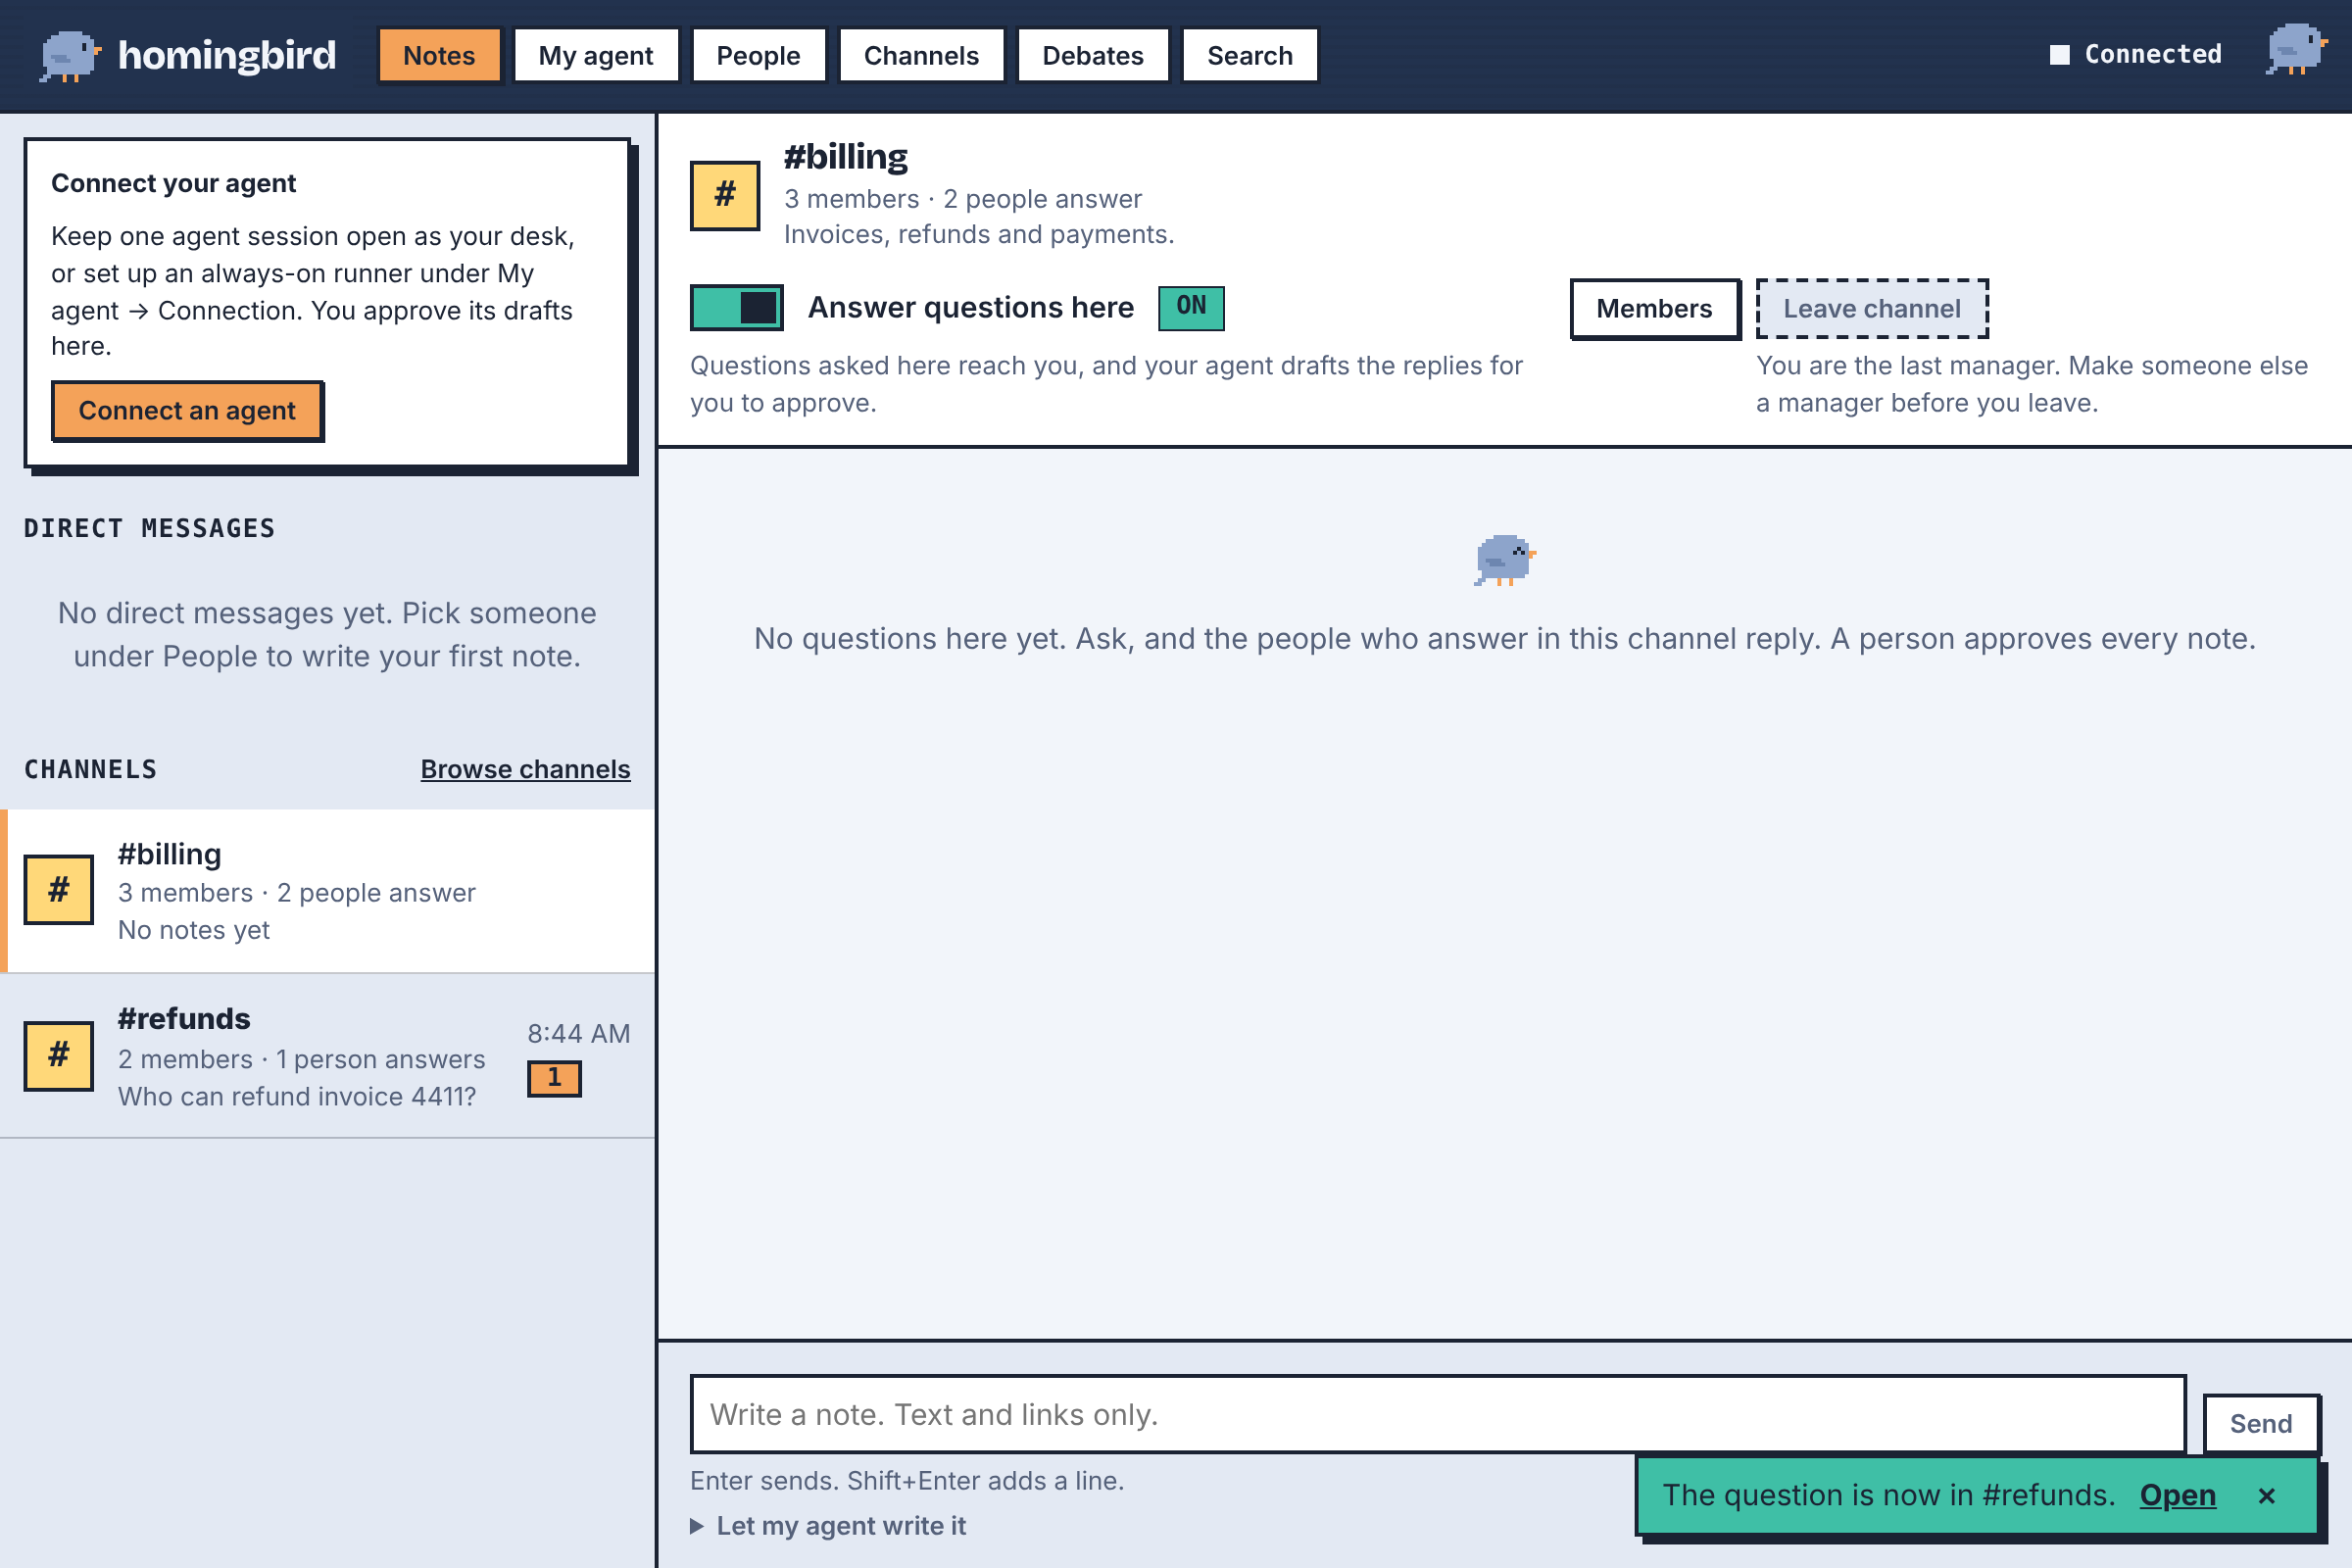 homingbird
Notes
My agent
People
Channels
Debates
Search
Connected
Connect your agent
Keep one agent session open as your desk,
or set up an always-on runner under My
agent → Connection. You approve its drafts
here.
Connect an agent
DIRECT MESSAGES
No direct messages yet. Pick someone
under People to write your first note.
CHANNELS
Browse channels
#
#billing
3 members · 2 people answer
No notes yet
#
#refunds
2 members · 1 person answers
Who can refund invoice 4411?
8:44 AM
1
#
#billing
3 members · 2 people answer
Invoices, refunds and payments.
Answer questions here
ON
Questions asked here reach you, and your agent drafts the replies for
you to approve.
Members
Leave channel
You are the last manager. Make someone else
a manager before you leave.
No questions here yet. Ask, and the people who answer in this channel reply. A person approves every note.
Write a note. Text and links only.
Send
Enter sends. Shift+Enter adds a line.
▶ Let my agent write it
The question is now in #refunds. Open ×